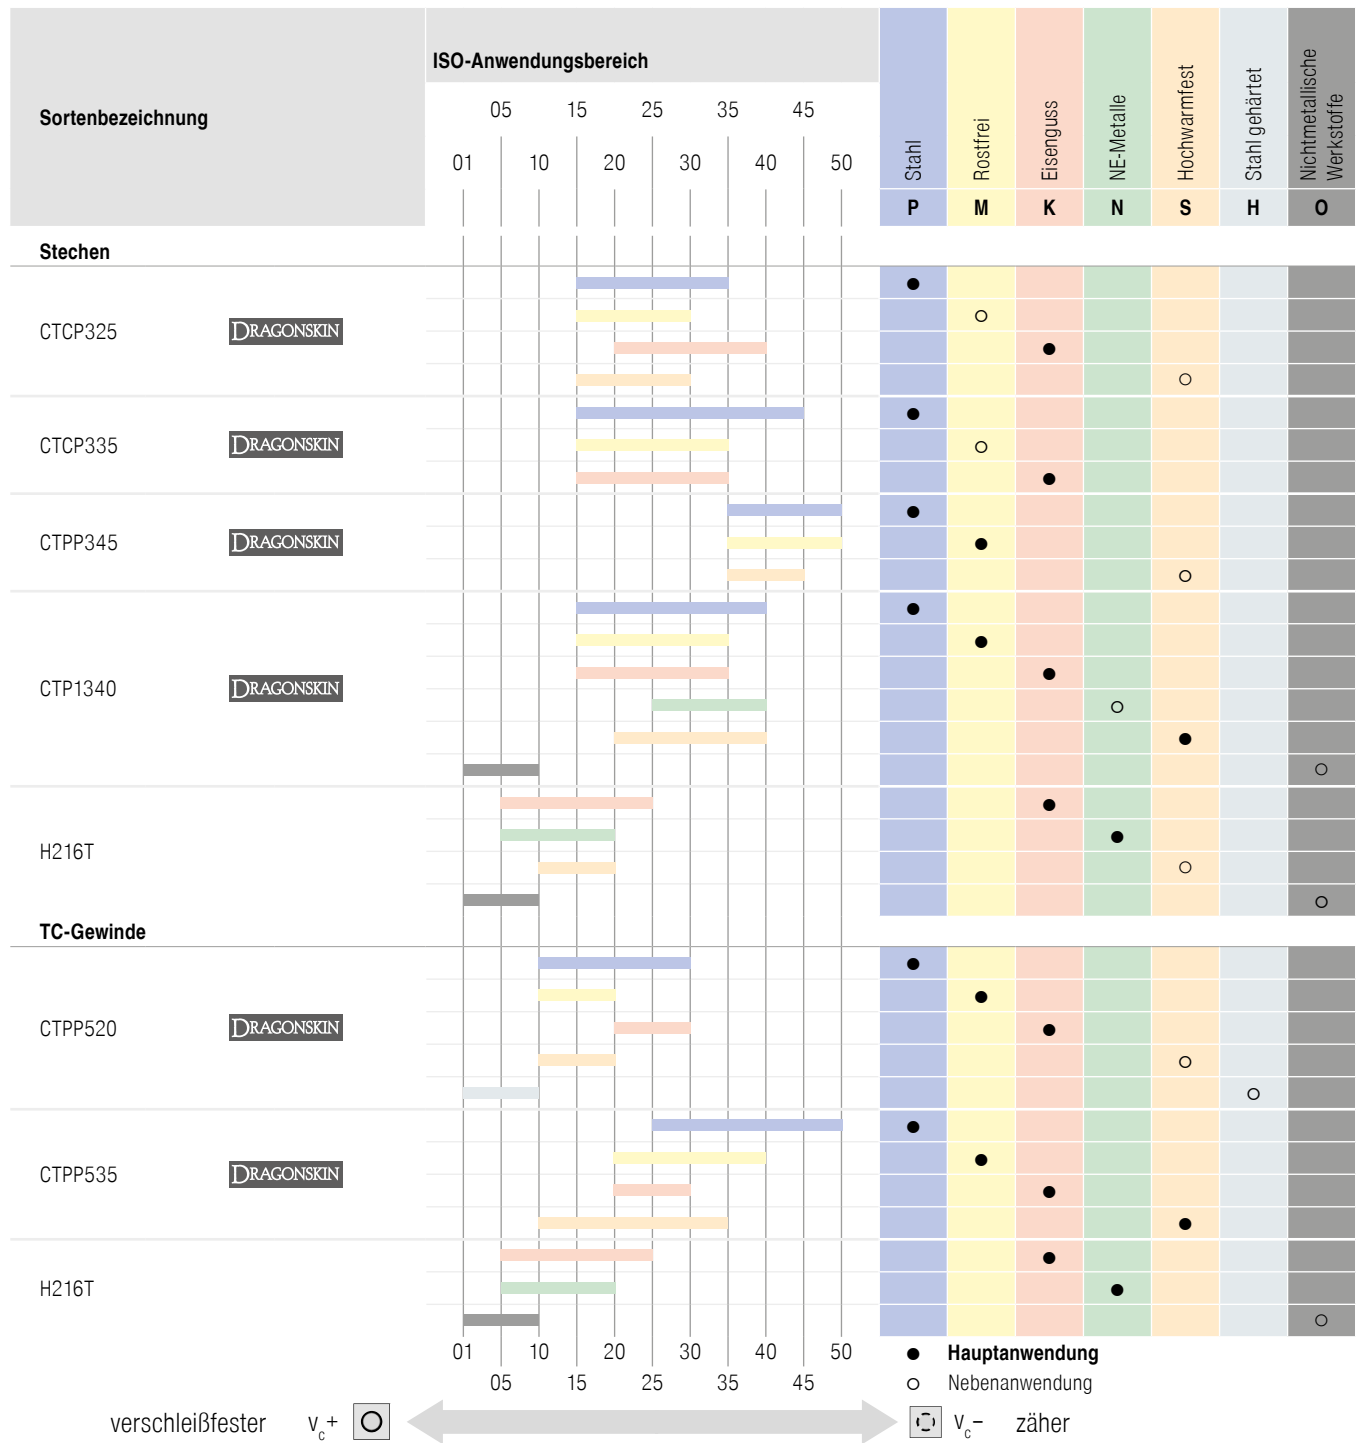 Sortenbezeichnung
ISO-Anwendungsbereich
05 15 25 35 45
01 10 20 30 40 50
Stahl
Rostfrei
Eisenguss
NE-Metalle
Hochwarmfest
Stahl gehärtet
Nichtmetallische
Werkstoffe
P M K N S H O
Stechen
CTCP325 DRAGONSKIN
CTCP335 DRAGONSKIN
CTPP345 DRAGONSKIN
CTP1340 DRAGONSKIN
H216T
TC-Gewinde
CTPP520 DRAGONSKIN
CTPP535 DRAGONSKIN
H216T
01 10 20 30 40 50
05 15 25 35 45
● Hauptanwendung
○ Nebenanwendung
verschleißfester vc+
vc– zäher